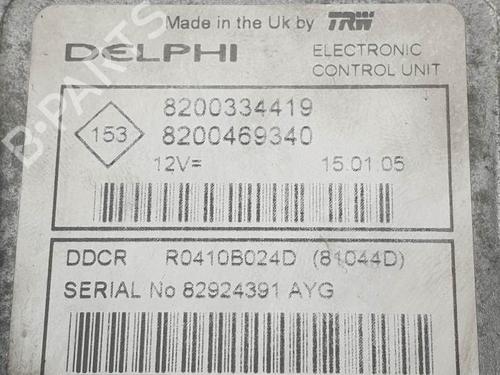 Made in the Uk by TRW
DELPHI ELECTRONIC
CONTROL UNIT
153
8200334419
8200469340
12V= 15.01.05
DDCR R0410B024D (81044D)
SERIAL No 82924391 AYG
B-PARTS